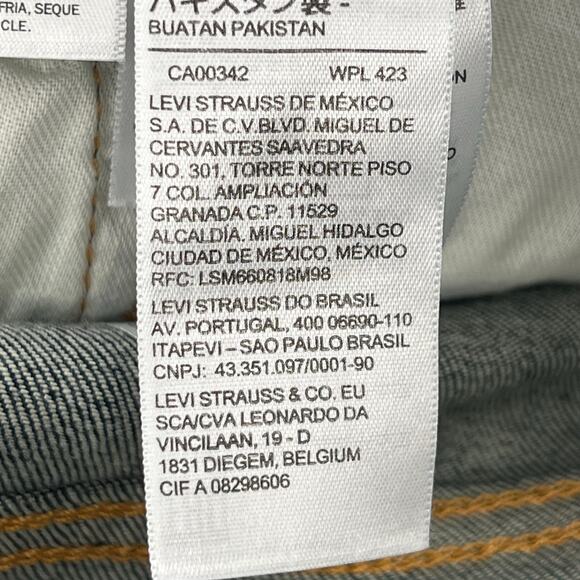 FRIA, SEQUE
CLE.
パキスタン製 -
BUATAN PAKISTAN
CA00342 WPL 423
LEVI STRAUSS DE MÉXICO
S.A. DE C.V.BLVD. MIGUEL DE
CERVANTES SAAVEDRA
NO. 301, TORRE NORTE PISO
7 COL. AMPLIACIÓN
GRANADA C.P. 11529
ALCALDÍA. MIGUEL HIDALGO
CIUDAD DE MÉXICO, MÉXICO
RFC: LSM660818M98
LEVI STRAUSS DO BRASIL
AV. PORTUGAL, 400 06690-110
ITAPEVI – SAO PAULO BRASIL
CNPJ: 43.351.097/0001-90
LEVI STRAUSS & CO. EU
SCA/CVA LEONARDO DA
VINCILAAN, 19 - D
1831 DIEGEM, BELGIUM
CIF A 08298606